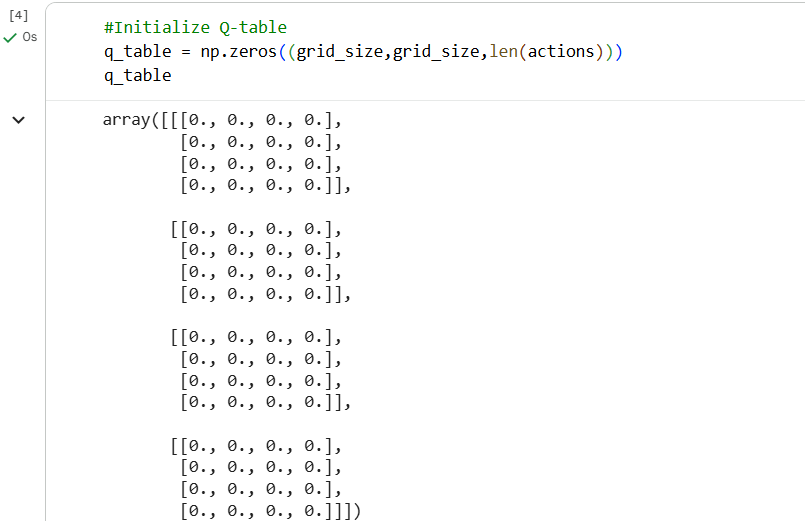 [4]
0s
#Initialize Q-table
q_table = np.zeros((grid_size,grid_size,len(actions)))
q_table
array([[[0., 0., 0., 0.],
        [0., 0., 0., 0.],
        [0., 0., 0., 0.],
        [0., 0., 0., 0.]],

       [[0., 0., 0., 0.],
        [0., 0., 0., 0.],
        [0., 0., 0., 0.],
        [0., 0., 0., 0.]],

       [[0., 0., 0., 0.],
        [0., 0., 0., 0.],
        [0., 0., 0., 0.],
        [0., 0., 0., 0.]],

       [[0., 0., 0., 0.],
        [0., 0., 0., 0.],
        [0., 0., 0., 0.],
        [0., 0., 0., 0.]]])